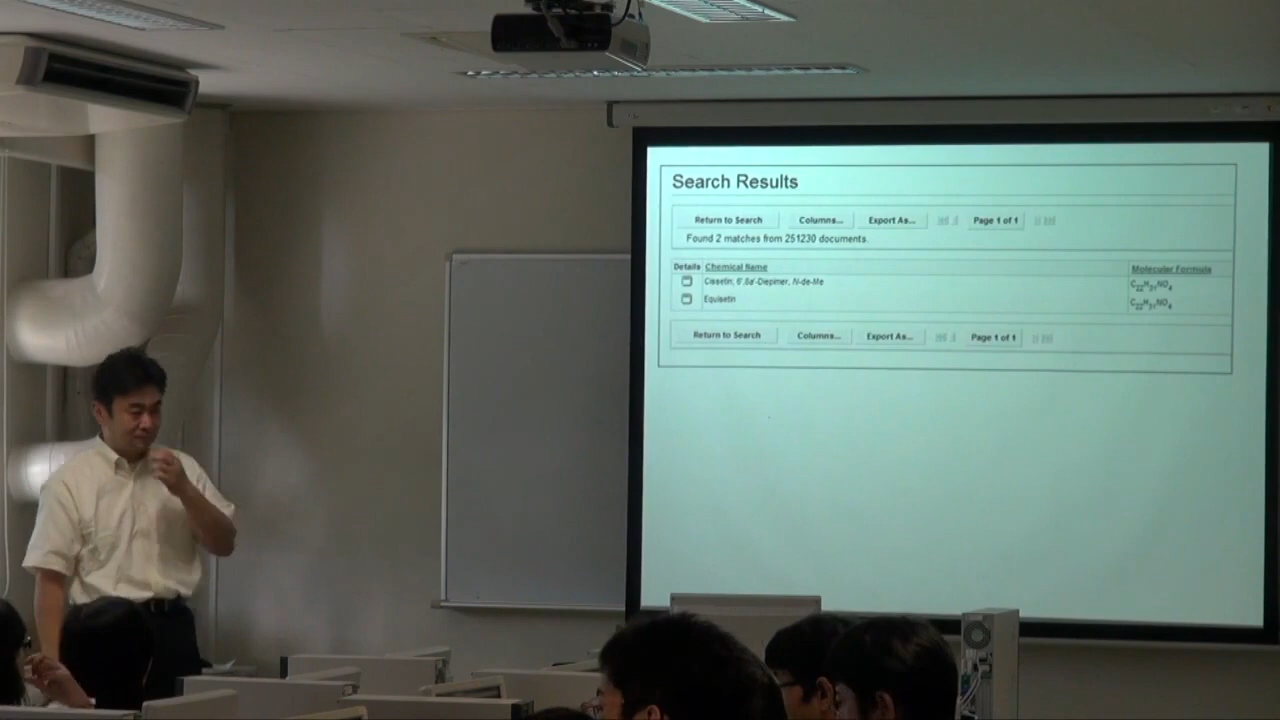 Search Results
Return to Search Columns... Export As... Page 1 of 1
Found 2 matches from 251230 documents.
Details Chemical Name Molecular Formula
Cissetin, 6',8a'-Diepimer, N-de-Me C22H31NO4
Equisetin C22H31NO4
Return to Search Columns... Export As... Page 1 of 1